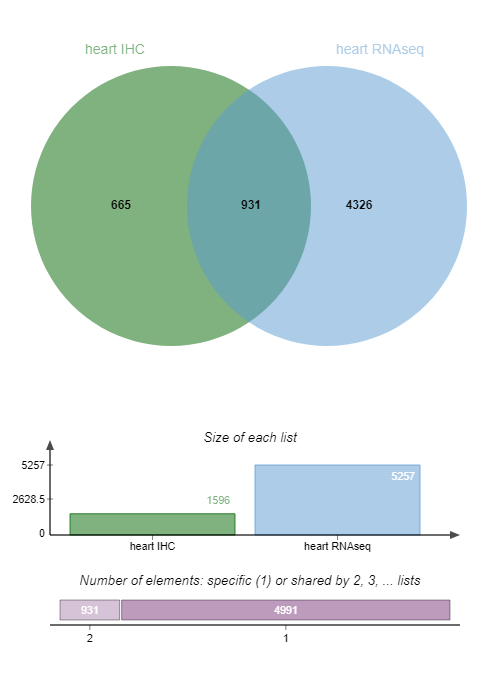 heart IHC
heart RNAseq
665
931
4326
Size of each list
5257
2628.5
0
1596
5257
heart IHC
heart RNAseq
Number of elements: specific (1) or shared by 2, 3, ... lists
931
4991
2
1